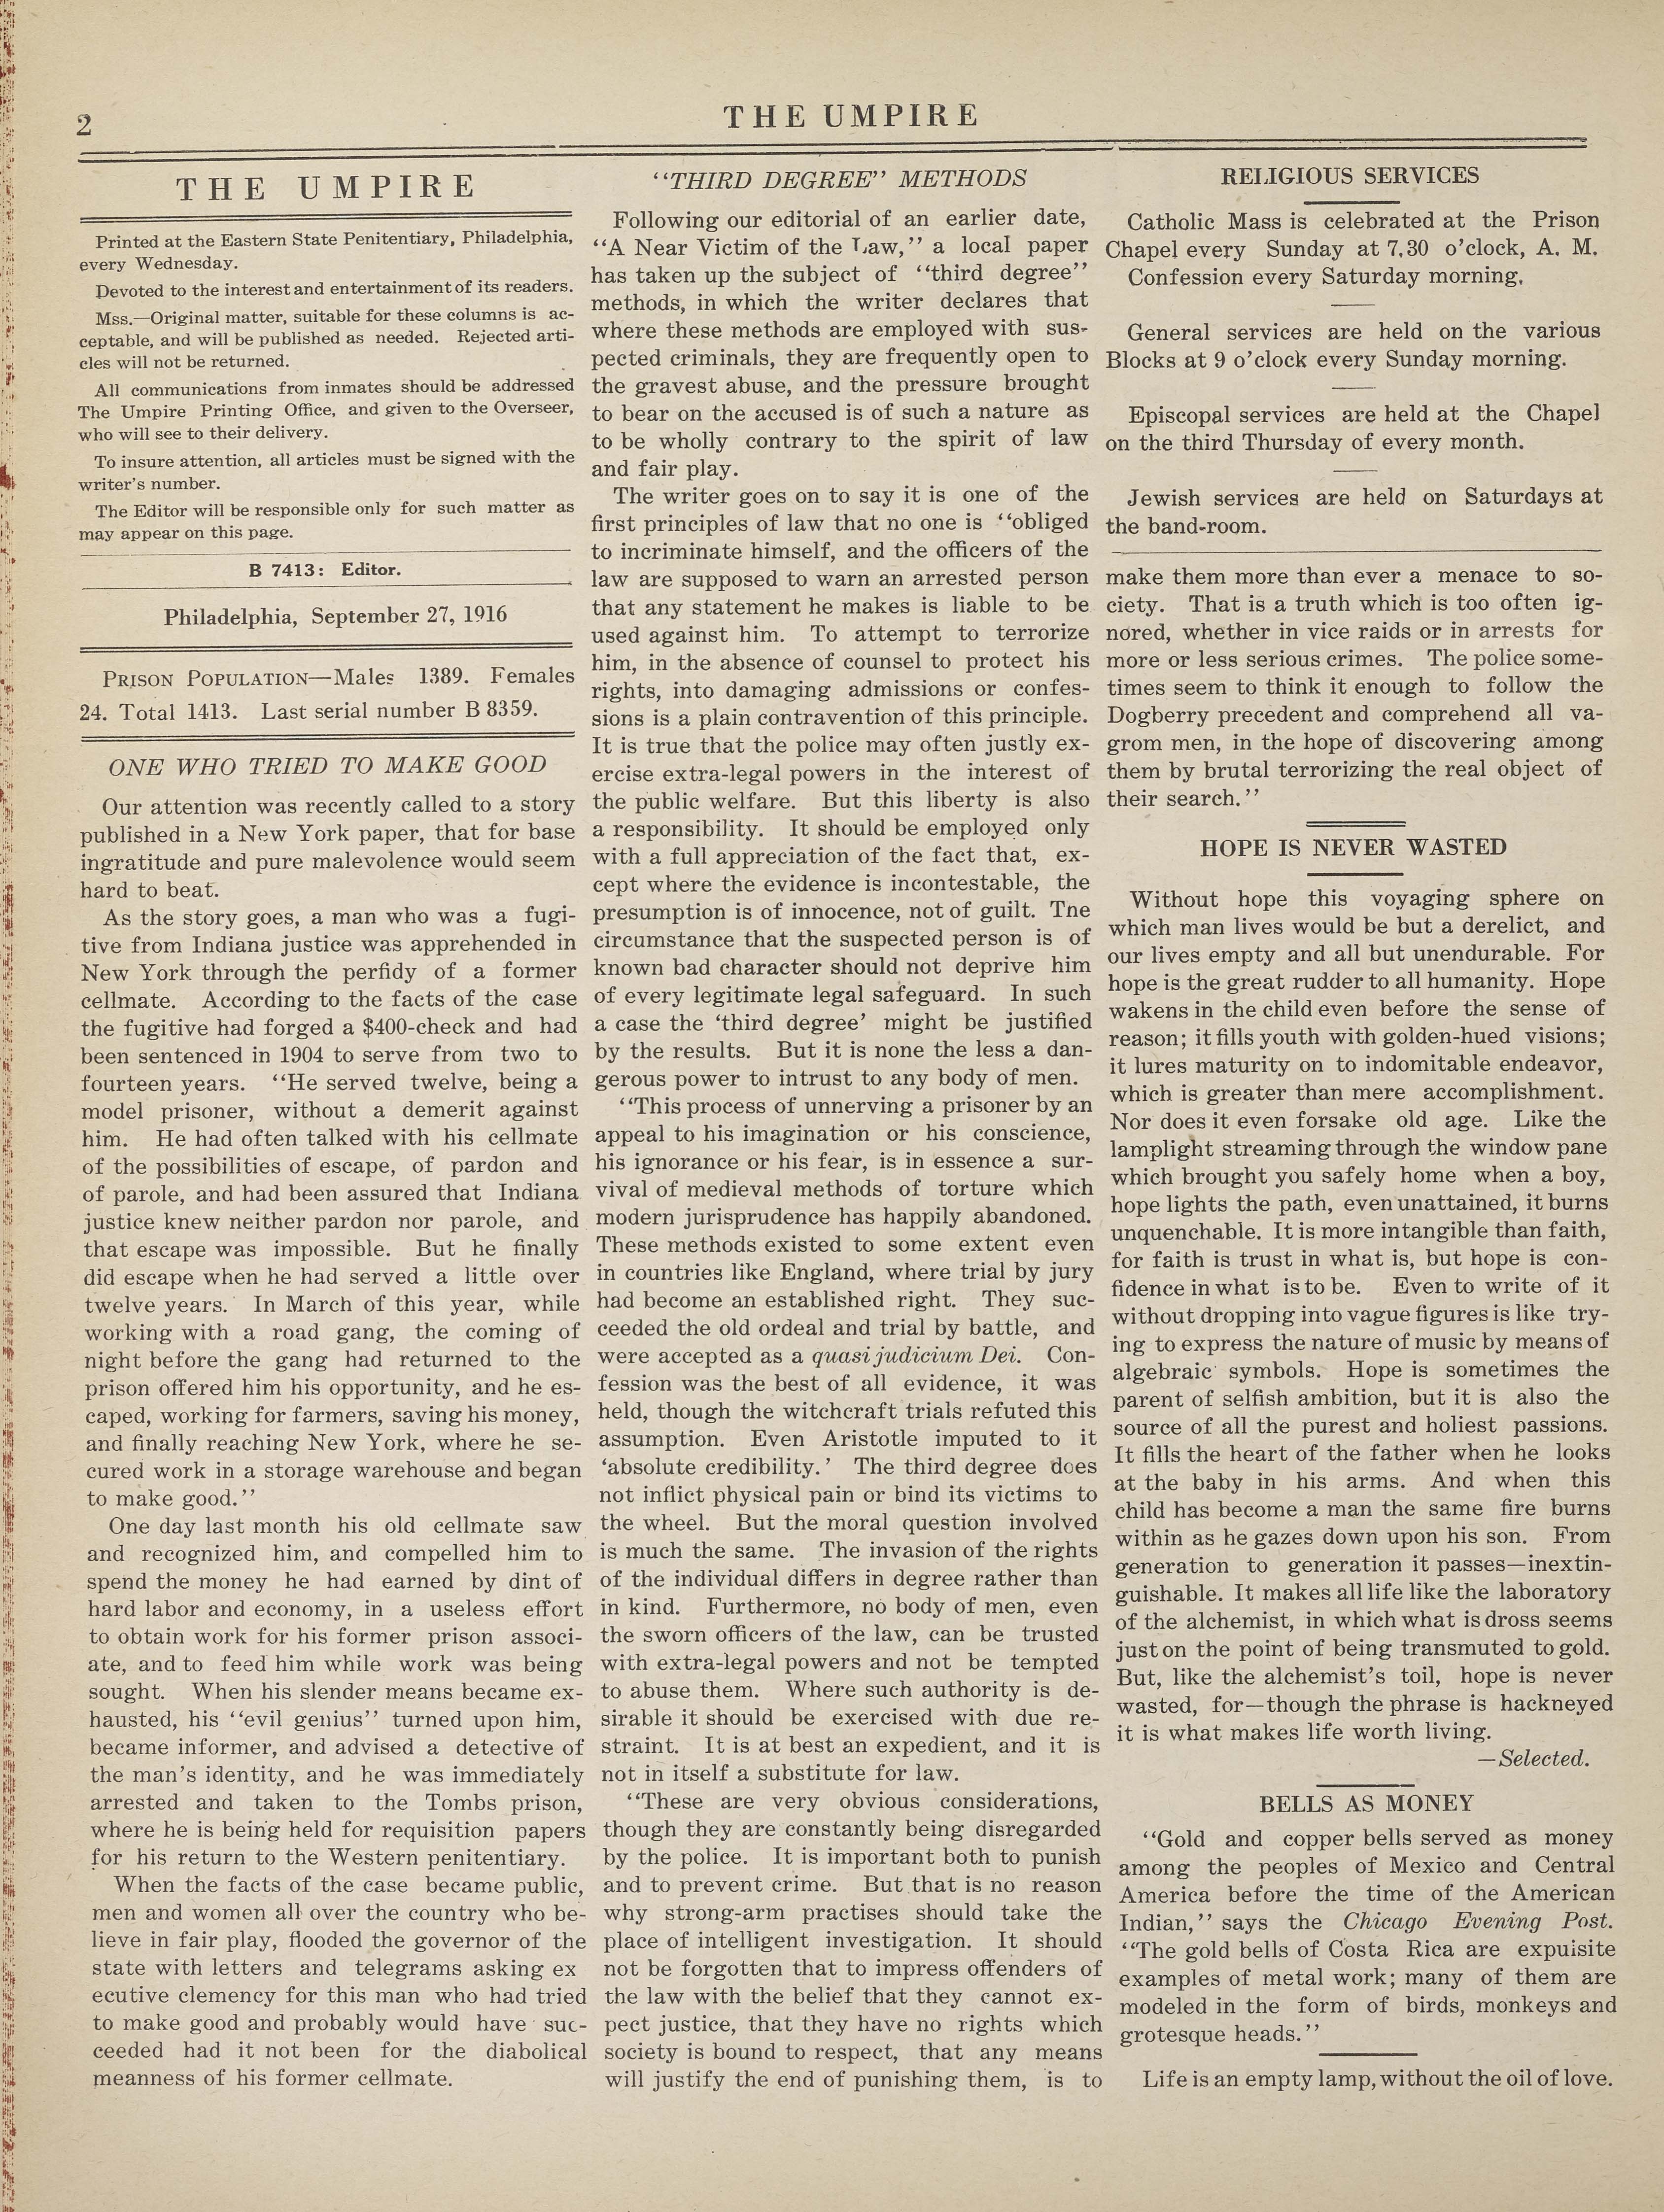 2
THE UMPIRE
THE UMPIRE
Printed at the Eastern State Penitentiary, Philadelphia,
every Wednesday.
Devoted to the interest and entertainment of its readers.
Mss.—Original matter, suitable for these columns is ac-
ceptable, and will be published as needed. Rejected arti-
cles will not be returned.
All communications from inmates should be addressed
The Umpire Printing Office, and given to the Overseer,
who will see to their delivery.
To insure attention, all articles must be signed with the
writer's number.
The Editor will be responsible only for such matter as
may appear on this page.
B 7413: Editor.
Philadelphia, September 27, 1916
PRISON POPULATION—Males 1389. Females
24. Total 1413. Last serial number B 8359.
ONE WHO TRIED TO MAKE GOOD
Our attention was recently called to a story
published in a New York paper, that for base
ingratitude and pure malevolence would seem
hard to beat.
As the story goes, a man who was a fugi-
tive from Indiana justice was apprehended in
New York through the perfidy of a former
cellmate. According to the facts of the case
the fugitive had forged a $400-check and had
been sentenced in 1904 to serve from two to
fourteen years. "He served twelve, being a
model prisoner, without a demerit against
him. He had often talked with his cellmate
of the possibilities of escape, of pardon and
of parole, and had been assured that Indiana
justice knew neither pardon nor parole, and
that escape was impossible. But he finally
did escape when he had served a little over
twelve years. In March of this year, while
working with a road gang, the coming of
night before the gang had returned to the
prison offered him his opportunity, and he es-
caped, working for farmers, saving his money,
and finally reaching New York, where he se-
cured work in a storage warehouse and began
to make good."
One day last month his old cellmate saw
and recognized him, and compelled him to
spend the money he had earned by dint of
hard labor and economy, in a useless effort
to obtain work for his former prison associ-
ate, and to feed him while work was being
sought. When his slender means became ex-
hausted, his "evil genius" turned upon him,
became informer, and advised a detective of
the man's identity, and he was immediately
arrested and taken to the Tombs prison,
where he is being held for requisition papers
for his return to the Western penitentiary.
When the facts of the case became public,
men and women all over the country who be-
lieve in fair play, flooded the governor of the
state with letters and telegrams asking ex
ecutive clemency for this man who had tried
to make good and probably would have suc-
ceeded had it not been for the diabolical
meanness of his former cellmate.
"THIRD DEGREE" METHODS
Following our editorial of an earlier date,
"A Near Victim of the Law," a local paper
has taken up the subject of "third degree"
methods, in which the writer declares that
where these methods are employed with sus-
pected criminals, they are frequently open to
the gravest abuse, and the pressure brought
to bear on the accused is of such a nature as
to be wholly contrary to the spirit of law
and fair play.
The writer goes on to say it is one of the
first principles of law that no one is "obliged
to incriminate himself, and the officers of the
law are supposed to warn an arrested person
that any statement he makes is liable to be
used against him. To attempt to terrorize
him, in the absence of counsel to protect his
rights, into damaging admissions or confes-
sions is a plain contravention of this principle.
It is true that the police may often justly ex-
ercise extra-legal powers in the interest of
the public welfare. But this liberty is also
a responsibility. It should be employed only
with a full appreciation of the fact that, ex-
cept where the evidence is incontestable, the
presumption is of innocence, not of guilt. Tne
circumstance that the suspected person is of
known bad character should not deprive him
of every legitimate legal safeguard. In such
a case the 'third degree' might be justified
by the results. But it is none the less a dan-
gerous power to intrust to any body of men.
"This process of unnerving a prisoner by an
appeal to his imagination or his conscience,
his ignorance or his fear, is in essence a sur-
vival of medieval methods of torture which
modern jurisprudence has happily abandoned.
These methods existed to some extent even
in countries like England, where trial by jury
had become an established right. They suc-
ceeded the old ordeal and trial by battle, and
were accepted as a quasi judicium Dei. Con-
fession was the best of all evidence, it was
held, though the witchcraft trials refuted this
assumption. Even Aristotle imputed to it
'absolute credibility.' The third degree does
not inflict physical pain or bind its victims to
the wheel. But the moral question involved
is much the same. The invasion of the rights
of the individual differs in degree rather than
in kind. Furthermore, no body of men, even
the sworn officers of the law, can be trusted
with extra-legal powers and not be tempted
to abuse them. Where such authority is de-
sirable it should be exercised with due re-
straint. It is at best an expedient, and it is
not in itself a substitute for law.
"These are very obvious considerations,
though they are constantly being disregarded
by the police. It is important both to punish
and to prevent crime. But that is no reason
why strong-arm practises should take the
place of intelligent investigation. It should
not be forgotten that to impress offenders of
the law with the belief that they cannot ex-
pect justice, that they have no rights which
society is bound to respect, that any means
will justify the end of punishing them, is to
RELIGIOUS SERVICES
Catholic Mass is celebrated at the Prison
Chapel every Sunday at 7.30 o'clock, A. M.
Confession every Saturday morning.
General services are held on the various
Blocks at 9 o'clock every Sunday morning.
Episcopal services are held at the Chapel
on the third Thursday of every month.
Jewish services are held on Saturdays at
the band-room.
make them more than ever a menace to so-
ciety. That is a truth which is too often ig-
nored, whether in vice raids or in arrests for
more or less serious crimes. The police some-
times seem to think it enough to follow the
Dogberry precedent and comprehend all va-
grom men, in the hope of discovering among
them by brutal terrorizing the real object of
their search."
HOPE IS NEVER WASTED
Without hope this voyaging sphere on
which man lives would be but a derelict, and
our lives empty and all but unendurable. For
hope is the great rudder to all humanity. Hope
wakens in the child even before the sense of
reason; it fills youth with golden-hued visions;
it lures maturity on to indomitable endeavor,
which is greater than mere accomplishment.
Nor does it even forsake old age. Like the
lamplight streaming through the window pane
which brought you safely home when a boy,
hope lights the path, even unattained, it burns
unquenchable. It is more intangible than faith,
for faith is trust in what is, but hope is con-
fidence in what is to be. Even to write of it
without dropping into vague figures is like try-
ing to express the nature of music by means of
algebraic symbols. Hope is sometimes the
parent of selfish ambition, but it is also the
source of all the purest and holiest passions.
It fills the heart of the father when he looks
at the baby in his arms. And when this
child has become a man the same fire burns
within as he gazes down upon his son. From
generation to generation it passes—inextin-
guishable. It makes all life like the laboratory
of the alchemist, in which what is dross seems
just on the point of being transmuted to gold.
But, like the alchemist's toil, hope is never
wasted, for—though the phrase is hackneyed
it is what makes life worth living.
—Selected.
BELLS AS MONEY
"Gold and copper bells served as money
among the peoples of Mexico and Central
America before the time of the American
Indian," says the Chicago Evening Post.
"The gold bells of Costa Rica are expuisite
examples of metal work; many of them are
modeled in the form of birds, monkeys and
grotesque heads."
Life is an empty lamp, without the oil of love.